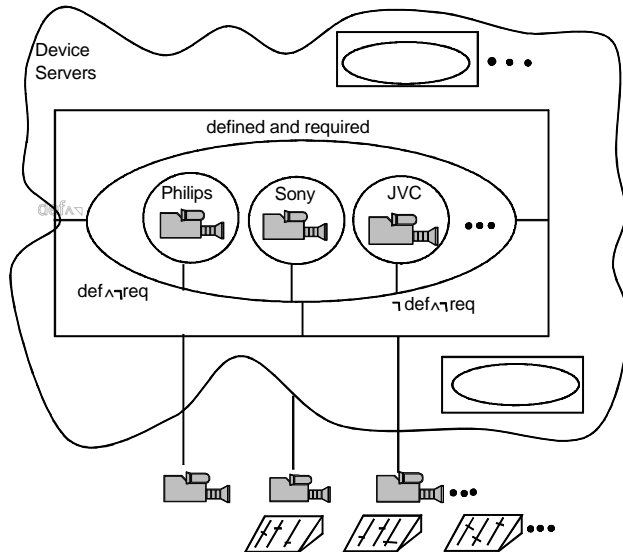 Device
Servers
defined and required
Philips
Sony
JVC
def∧¬req
¬ def∧¬req